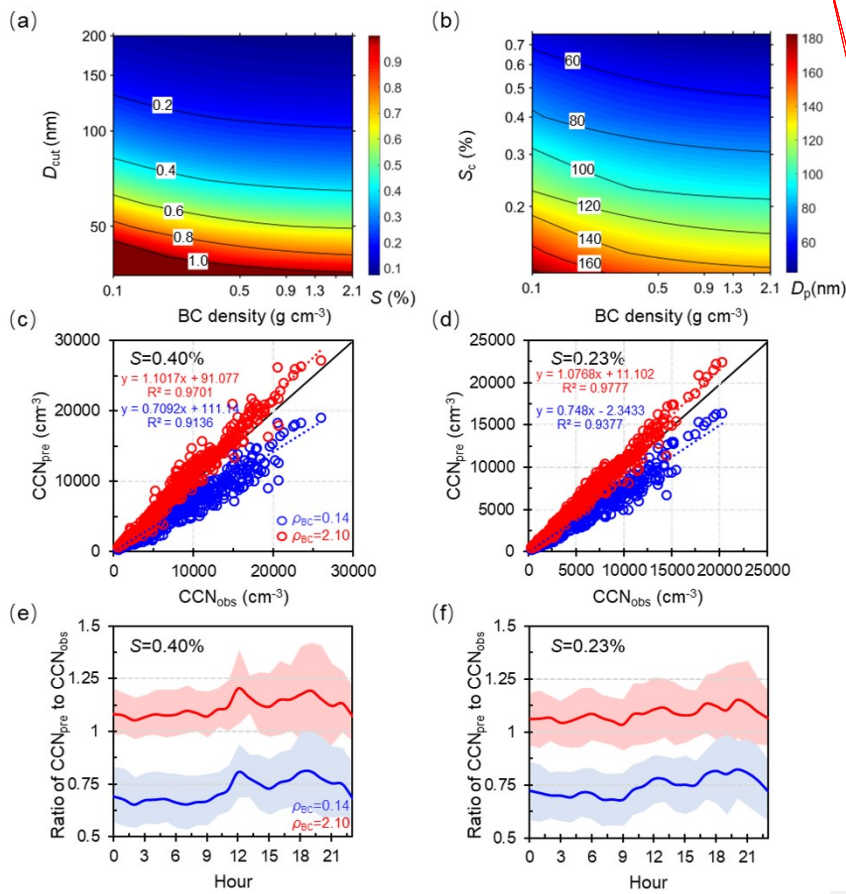 (a)
200
150
100
50
D_cut (nm)
0.2
0.4
0.6
0.8
1.0
0.1 0.5 0.9 1.3 2.1
BC density (g cm⁻³)
0.9
0.8
0.7
0.6
0.5
0.4
0.3
0.2
0.1
S (%)
(b)
0.7
0.6
0.5
0.4
0.3
0.2
S_c (%)
60
80
100
120
140
160
0.1 0.5 0.9 1.3 2.1
BC density (g cm⁻³)
180
160
140
120
100
80
60
D_p(nm)
(c)
30000
20000
10000
0
CCN_pre (cm⁻³)
S=0.40%
y = 1.1017x + 91.077
R² = 0.9701
y = 0.7092x + 111.14
R² = 0.9136
ρ_BC=0.14
ρ_BC=2.10
0 10000 20000 30000
CCN_obs (cm⁻³)
(d)
25000
20000
15000
10000
5000
0
CCN_pre (cm⁻³)
S=0.23%
y = 1.0768x + 11.102
R² = 0.9777
y = 0.748x - 2.3433
R² = 0.9377
0 5000 10000 15000 20000 25000
CCN_obs (cm⁻³)
(e)
1.5
1.25
1
0.75
0.5
Ratio of CCN_pre to CCN_obs
S=0.40%
ρ_BC=0.14
ρ_BC=2.10
0 3 6 9 12 15 18 21
Hour
(f)
1.5
1.25
1
0.75
0.5
Ratio of CCN_pre to CCN_obs
S=0.23%
0 3 6 9 12 15 18 21
Hour